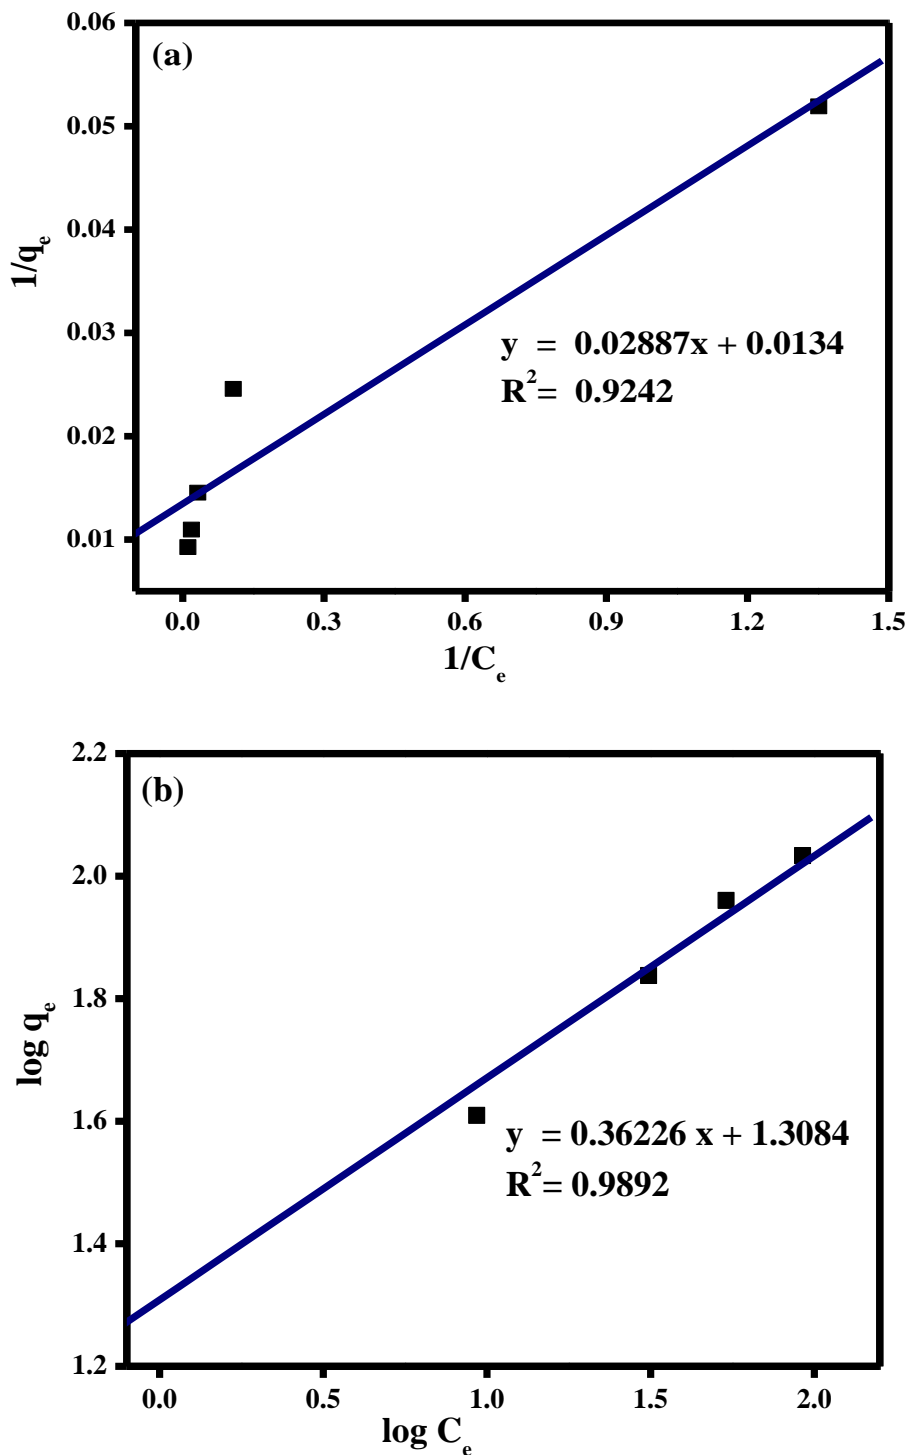 (a)
0.06
0.05
0.04
0.03
0.02
0.01
1/qe
y = 0.02887x + 0.0134
R2= 0.9242
0.0 0.3 0.6 0.9 1.2 1.5
1/Ce
(b)
2.2
2.0
1.8
1.6
1.4
1.2
log qe
y = 0.36226 x + 1.3084
R2= 0.9892
0.0 0.5 1.0 1.5 2.0
log Ce